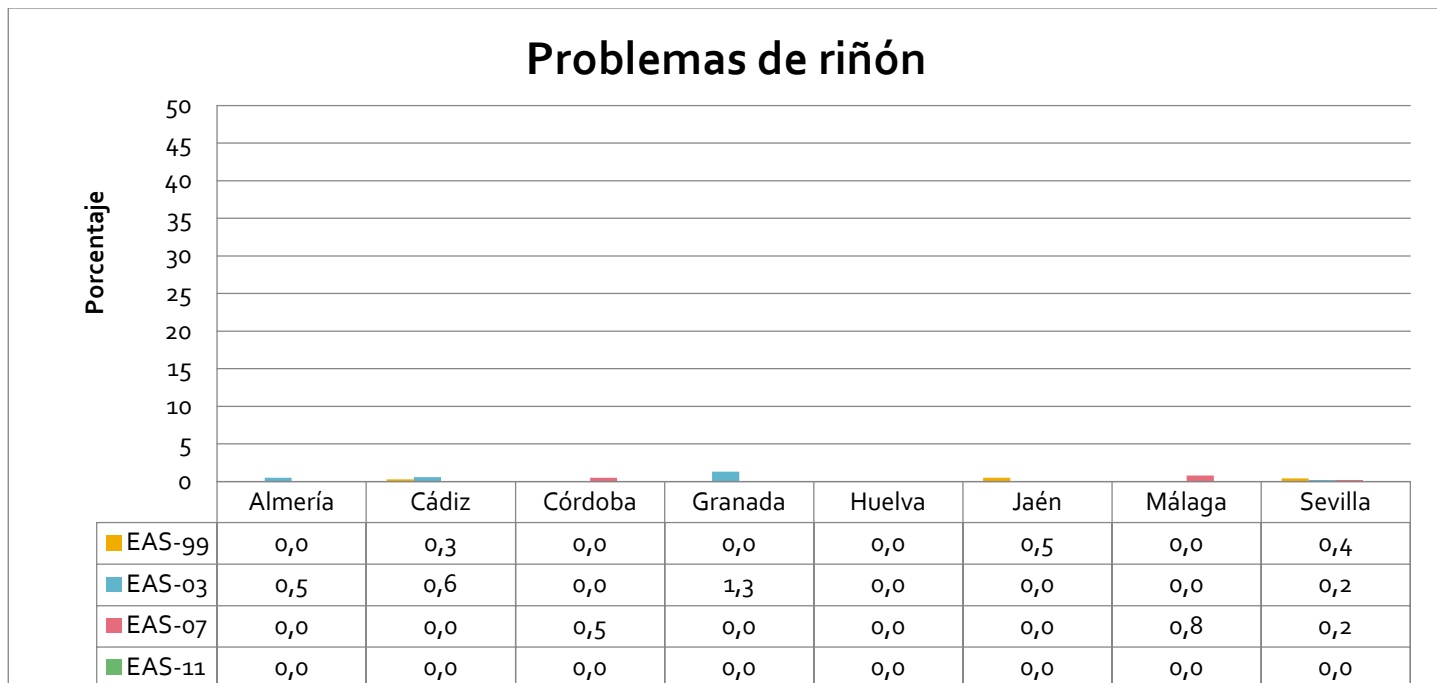 Problemas de riñón
Porcentaje
50
45
40
35
30
25
20
15
10
5
0
Almería Cádiz Córdoba Granada Huelva Jaén Málaga Sevilla
EAS-99 0,0 0,3 0,0 0,0 0,0 0,5 0,0 0,4
EAS-03 0,5 0,6 0,0 1,3 0,0 0,0 0,0 0,2
EAS-07 0,0 0,0 0,5 0,0 0,0 0,0 0,8 0,2
EAS-11 0,0 0,0 0,0 0,0 0,0 0,0 0,0 0,0